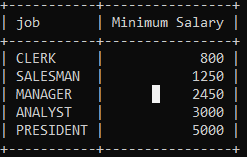 +-----------+----------------+
| job | Minimum Salary |
+-----------+----------------+
| CLERK | 800 |
| SALESMAN | 1250 |
| MANAGER | 2450 |
| ANALYST | 3000 |
| PRESIDENT | 5000 |
+-----------+----------------+